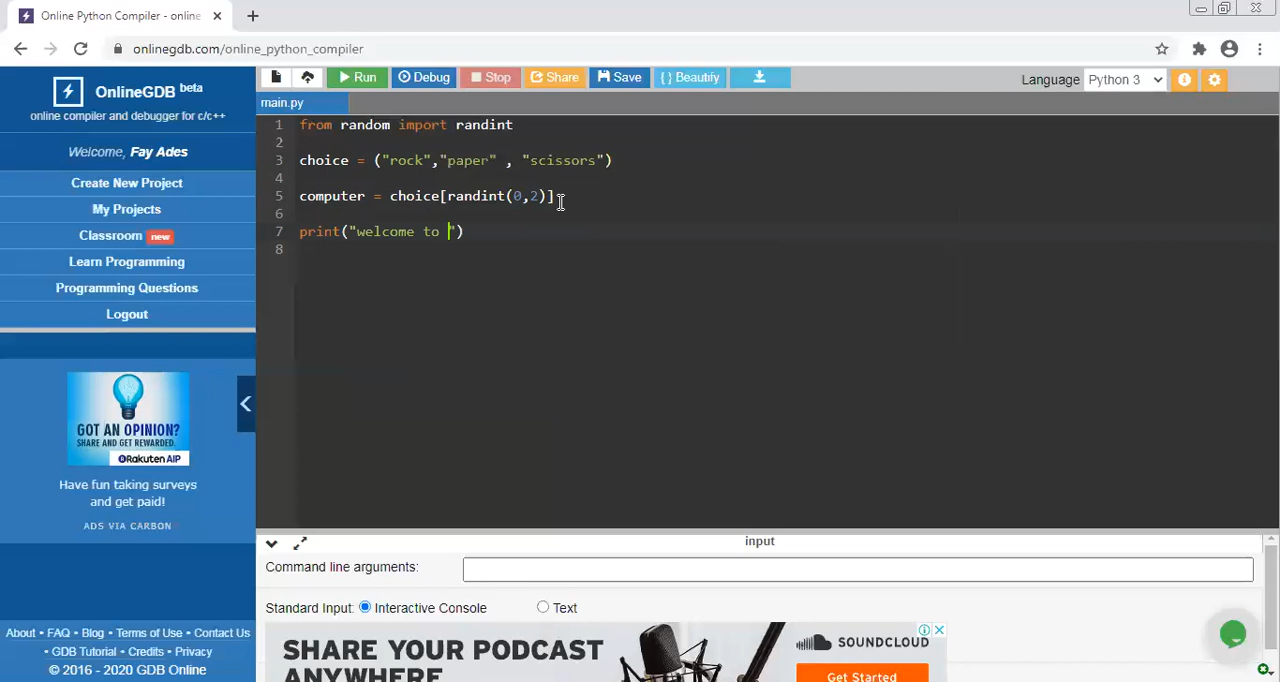 Online Python Compiler - online
onlinegdb.com/online_python_compiler
OnlineGDB beta
online compiler and debugger for c/c++
Welcome, Fay Ades
Create New Project
My Projects
Classroom new
Learn Programming
Programming Questions
Logout
GOT AN OPINION?
SHARE AND GET REWARDED.
Rakuten AIP
Have fun taking surveys
and get paid!
ADS VIA CARBON
About • FAQ • Blog • Terms of Use • Contact Us
• GDB Tutorial • Credits • Privacy
© 2016 - 2020 GDB Online
Run Debug Stop Share Save { } Beautify
Language Python 3
main.py
1 from random import randint
2
3 choice = ("rock","paper" , "scissors")
4
5 computer = choice[randint(0,2)]
6
7 print("welcome to ")
8
input
Command line arguments:
Standard Input: Interactive Console Text
SHARE YOUR PODCAST
ANYWHERE
SOUNDCLOUD
Get Started